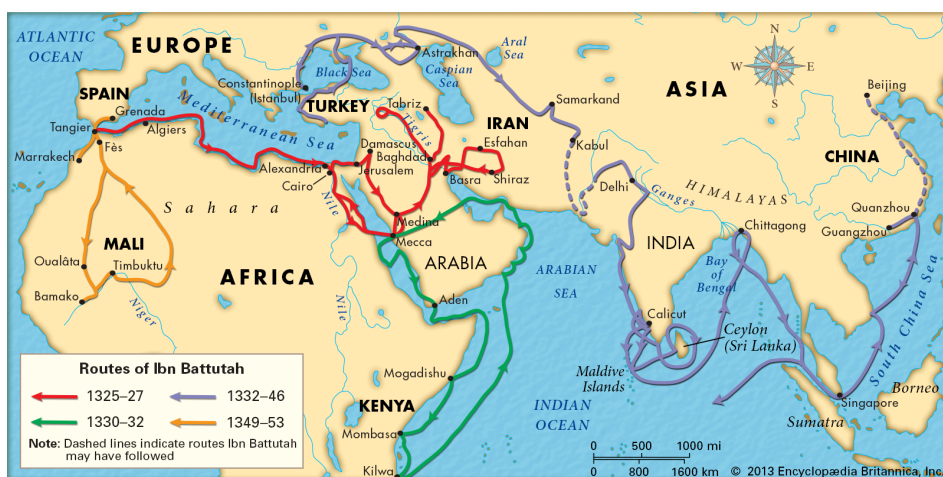 ATLANTIC
OCEAN
EUROPE
Aral
Sea
Astrakhan
Black Sea
Caspian
Sea
Constantinople
(Istanbul)
TURKEY
ASIA
N
W
E
S
Beijing
SPAIN
Grenada
Mediterranean Sea
Tabriz
Tigris
IRAN
Samarkand
Tangier
Algiers
Marrakech
Fès
Damascus
Baghdad
Esfahan
Kabul
CHINA
Alexandria
Cairo
Jerusalem
Basra
Shiraz
Delhi
Ganges
HIMALAYAS
Nile
Sahara
Medina
Mecca
Quanzhou
Guangzhou
Chittagong
MALI
Oualâta
Timbuktu
AFRICA
ARABIA
INDIA
ARABIAN
SEA
Bay
of
Bengal
Bamako
Niger
Nile
Aden
Calicut
Ceylon
(Sri Lanka)
South China Sea
Routes of Ibn Battutah
1325–27
1332–46
1330–32
1349–53
Note: Dashed lines indicate routes Ibn Battutah
may have followed
Mogadishu
Maldive
Islands
KENYA
INDIAN
OCEAN
Singapore
Borneo
Sumatra
Mombasa
Kilwa
0 500 1000 mi
0 800 1600 km
© 2013 Encyclopædia Britannica, Inc.